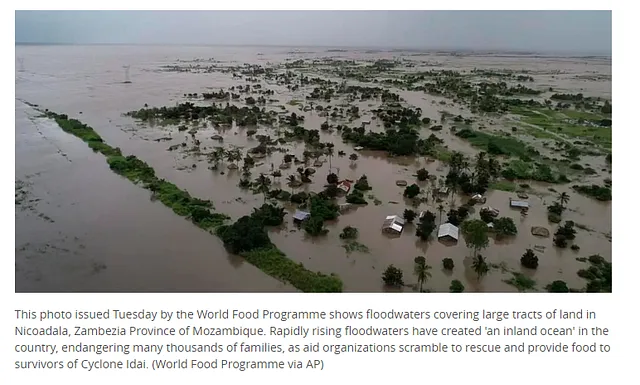 This photo issued Tuesday by the World Food Programme shows floodwaters covering large tracts of land in
Nicoadala, Zambezia Province of Mozambique. Rapidly rising floodwaters have created 'an inland ocean' in the
country, endangering many thousands of families, as aid organizations scramble to rescue and provide food to
survivors of Cyclone Idai. (World Food Programme via AP)